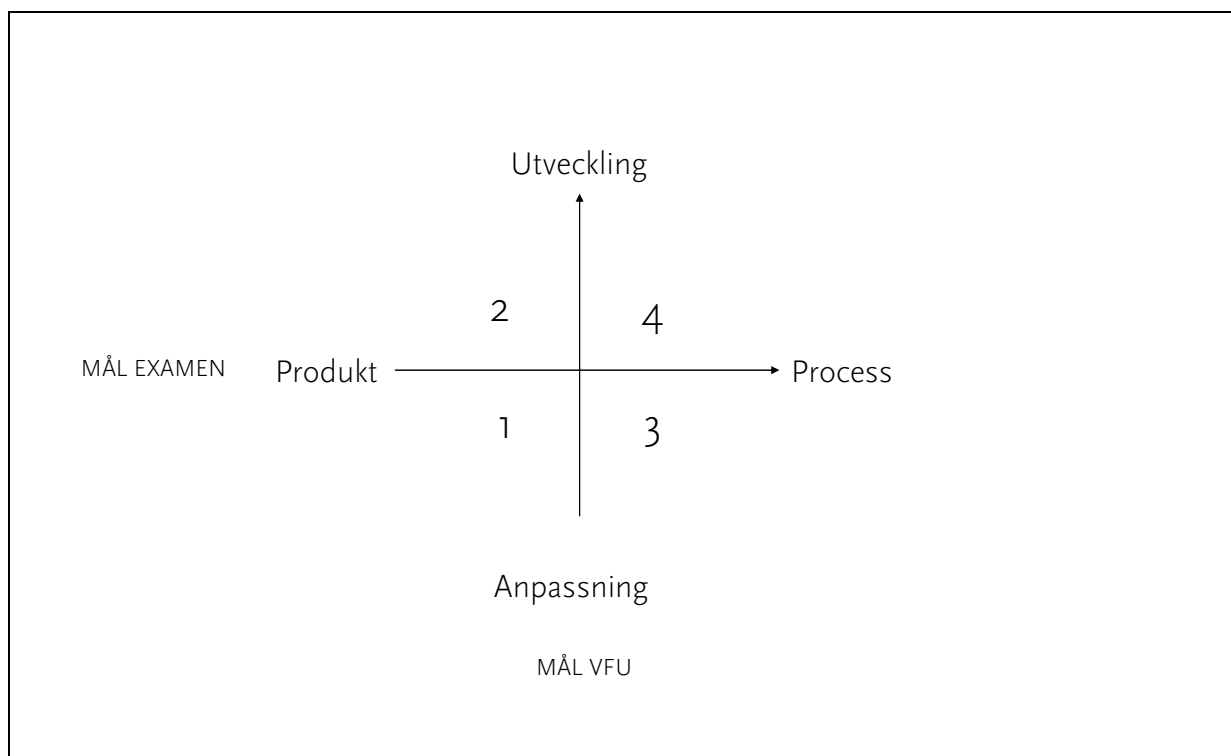 Utveckling
2 4
MÅL EXAMEN Produkt Process
1 3
Anpassning
MÅL VFU